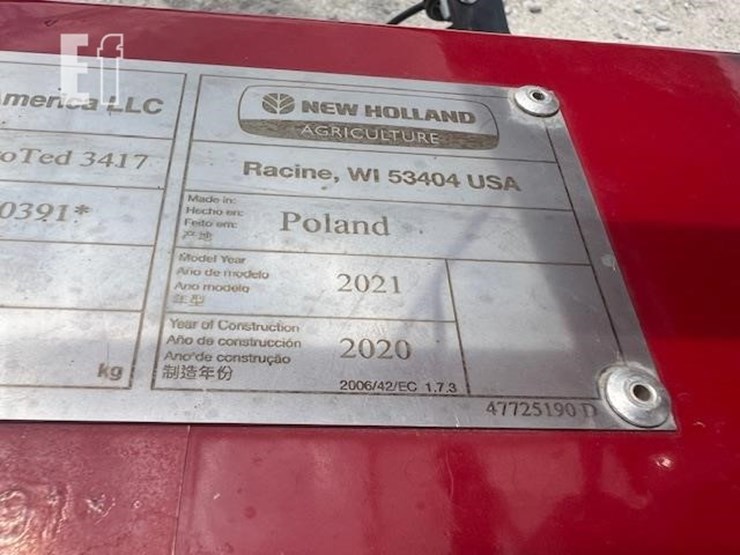 Ef
America LLC
oTed 3417
0391*
kg
NEW HOLLAND
AGRICULTURE
Racine, WI 53404 USA
Made in:
Hecho en:
Feito em:
产地
Poland
Model Year
Año de modelo
Ano modelo
年型
2021
Year of Construction
Año de construcción
Ano de construção
制造年份
2020
2006/42/EC 1.7.3
47725190 D